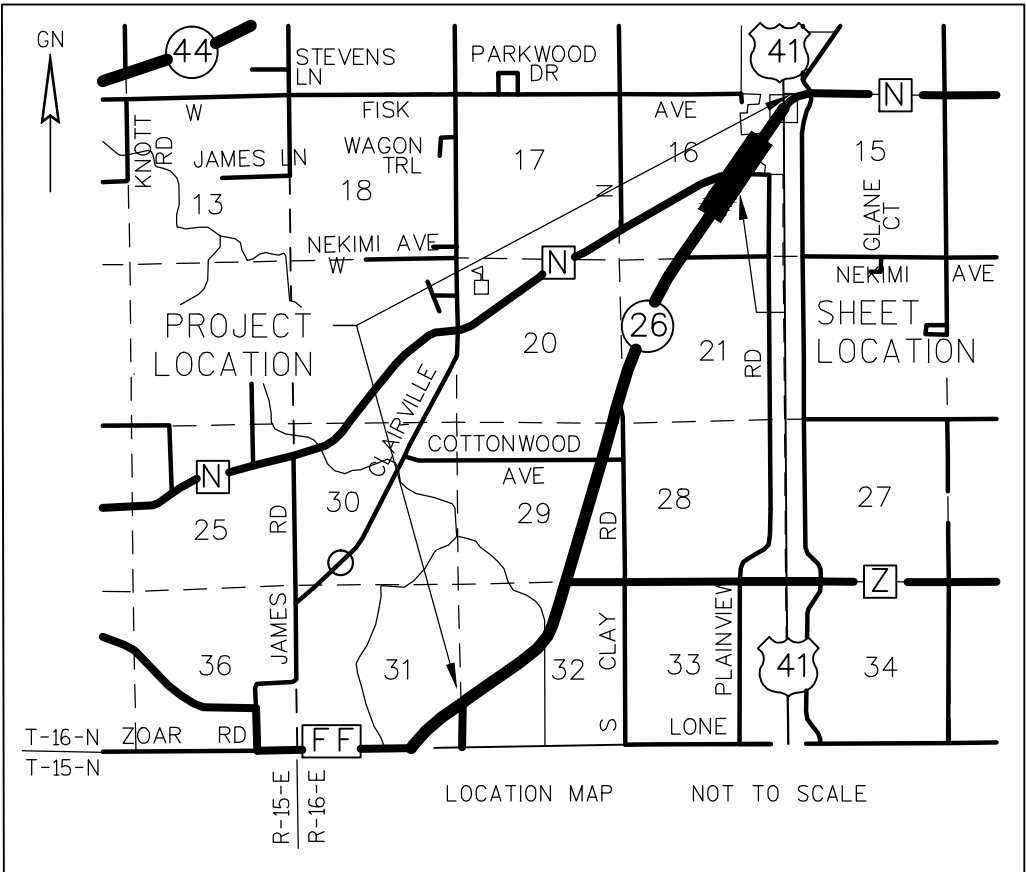 GN
44
STEVENS
LN
PARKWOOD
DR
41
W
FISK
AVE
N
KNOTT
RD
JAMES LN
WAGON
TRL
13
18
17
16
15
Z
GLANE
CT
NEKIMI AVE
W
N
NEKIMI
AVE
PROJECT
LOCATION
20
26
21
RD
SHEET
LOCATION
CLAIRVILLE
COTTONWOOD
AVE
N
25
RD
30
29
RD
28
27
Z
JAMES
36
31
32
CLAY
33
PLAINVIEW
41
34
S
LONE
T-16-N
ZOAR
RD
FF
T-15-N
R-15-E
R-16-E
LOCATION MAP
NOT TO SCALE